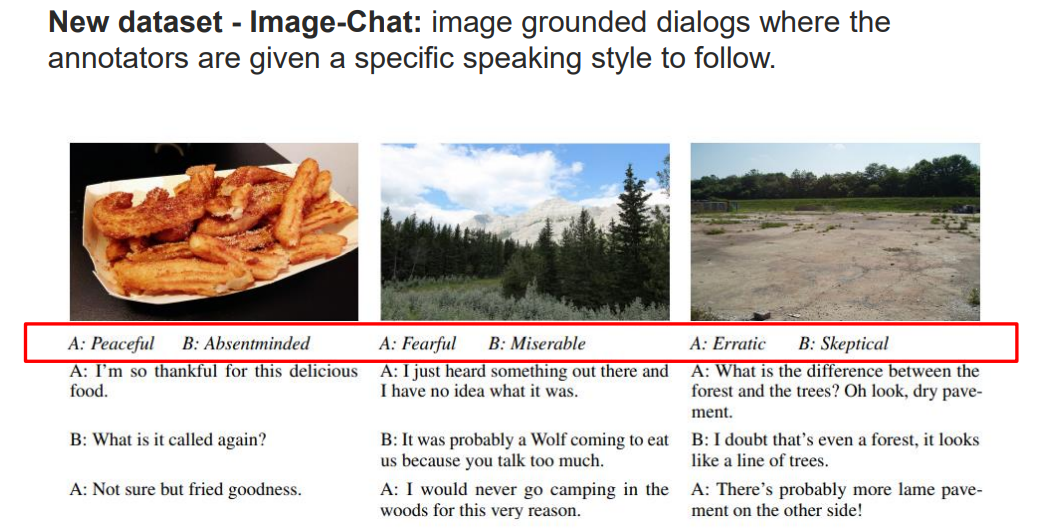 New dataset - Image-Chat: image grounded dialogs where the
annotators are given a specific speaking style to follow.
A: Peaceful B: Absentminded
A: I'm so thankful for this delicious
food.
B: What is it called again?
A: Not sure but fried goodness.
A: Fearful B: Miserable
A: I just heard something out there and
I have no idea what it was.
B: It was probably a Wolf coming to eat
us because you talk too much.
A: I would never go camping in the
woods for this very reason.
A: Erratic B: Skeptical
A: What is the difference between the
forest and the trees? Oh look, dry pave-
ment.
B: I doubt that's even a forest, it looks
like a line of trees.
A: There's probably more lame pave-
ment on the other side!